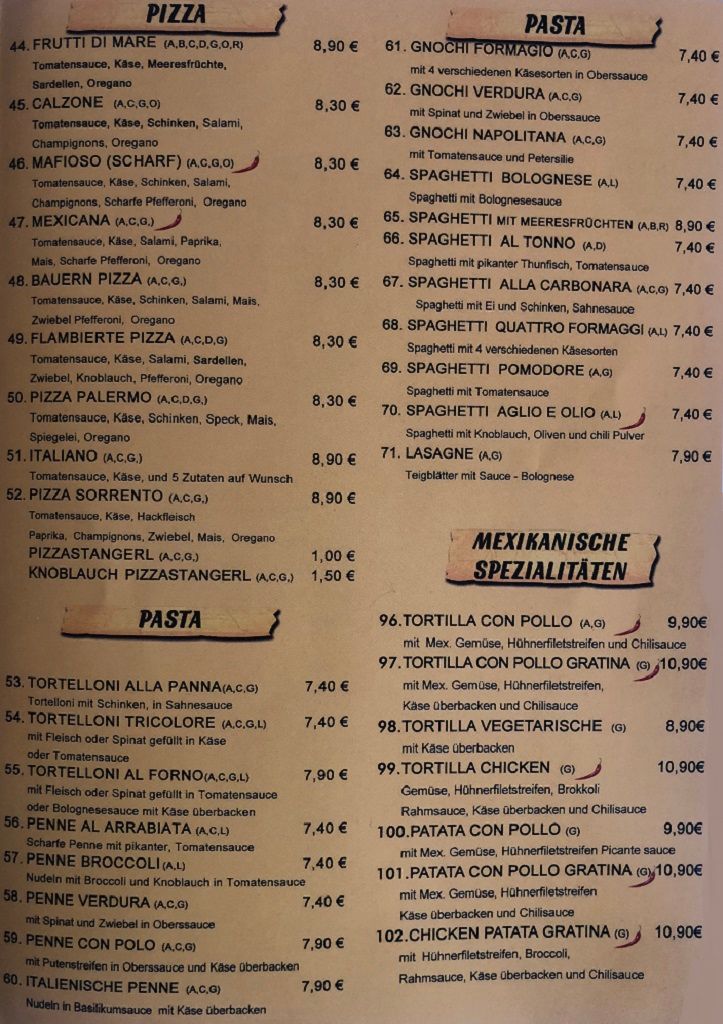 PIZZA
44. FRUTTI DI MARE (A,B,C,D,G,O,R) 8,90 €
Tomatensauce, Käse, Meeresfrüchte,
Sardellen, Oregano
45. CALZONE (A,C,G,O) 8,30 €
Tomatensauce, Käse, Schinken, Salami,
Champignons, Oregano
46. MAFIOSO (SCHARF) (A,C,G,O) 8,30 €
Tomatensauce, Käse, Schinken, Salami,
Champignons, Scharfe Pfefferoni, Oregano
47. MEXICANA (A,C,G,) 8,30 €
Tomatensauce, Käse, Salami, Paprika,
Mais, Scharfe Pfefferoni, Oregano
48. BAUERN PIZZA (A,C,G,) 8,30 €
Tomatensauce, Käse, Schinken, Salami, Mais,
Zwiebel Pfefferoni, Oregano
49. FLAMBIERTE PIZZA (A,C,D,G) 8,30 €
Tomatensauce, Käse, Salami, Sardellen,
Zwiebel, Knoblauch, Pfefferoni, Oregano
50. PIZZA PALERMO (A,C,D,G,) 8,30 €
Tomatensauce, Käse, Schinken, Speck, Mais,
Spiegelei, Oregano
51. ITALIANO (A,C,G,) 8,90 €
Tomatensauce, Käse, und 5 Zutaten auf Wunsch
52. PIZZA SORRENTO (A,C,G,) 8,90 €
Tomatensauce, Käse, Hackfleisch
Paprika, Champignons, Zwiebel, Mais, Oregano
PIZZASTANGERL (A,C,G,) 1,00 €
KNOBLAUCH PIZZASTANGERL (A,C,G,) 1,50 €
PASTA
53. TORTELLONI ALLA PANNA(A,C,G) 7,40 €
Tortelloni mit Schinken, in Sahnesauce
54. TORTELLONI TRICOLORE (A,C,G,L) 7,40 €
mit Fleisch oder Spinat gefüllt in Käse
oder Tomatensauce
55. TORTELLONI AL FORNO(A,C,G,L) 7,90 €
mit Fleisch oder Spinat gefüllt in Tomatensauce
oder Bolognesesauce mit Käse überbacken
56. PENNE AL ARRABIATA (A,C,L) 7,40 €
Scharfe Penne mit pikanter, Tomatensauce
57. PENNE BROCCOLI (A,L) 7,40 €
Nudeln mit Broccoli und Knoblauch in Tomatensauce
58. PENNE VERDURA (A,C,G) 7,40 €
mit Spinat und Zwiebel in Oberssauce
59. PENNE CON POLO (A,C,G) 7,90 €
mit Putenstreifen in Oberssauce und Käse überbacken
60. ITALIENISCHE PENNE (A,C,G) 7,90 €
Nudeln in Basilikumsauce mit Käse überbacken
PASTA
61. GNOCHI FORMAGIO (A,C,G) 7,40 €
mit 4 verschiedenen Käsesorten in Oberssauce
62. GNOCHI VERDURA (A,C,G) 7,40 €
mit Spinat und Zwiebel in Oberssauce
63. GNOCHI NAPOLITANA (A,C,G) 7,40 €
mit Tomatensauce und Petersilie
64. SPAGHETTI BOLOGNESE (A,L) 7,40 €
Spaghetti mit Bolognesesauce
65. SPAGHETTI MIT MEERESFRÜCHTEN (A,B,R) 8,90 €
66. SPAGHETTI AL TONNO (A,D) 7,40 €
Spaghetti mit pikanter Thunfisch, Tomatensauce
67. SPAGHETTI ALLA CARBONARA (A,C,G) 7,40 €
Spaghetti mit Ei und Schinken, Sahnesauce
68. SPAGHETTI QUATTRO FORMAGGI (A,L) 7,40 €
Spaghetti mit 4 verschiedenen Käsesorten
69. SPAGHETTI POMODORE (A,G) 7,40 €
Spaghetti mit Tomatensauce
70. SPAGHETTI AGLIO E OLIO (A,L) 7,40 €
Spaghetti mit Knoblauch, Oliven und chili Pulver
71. LASAGNE (A,G) 7,90 €
Teigblätter mit Sauce - Bolognese
MEXIKANISCHE
SPEZIALITÄTEN
96.TORTILLA CON POLLO (A,G) 9,90€
mit Mex. Gemüse, Hühnerfiletstreifen und Chilisauce
97.TORTILLA CON POLLO GRATINA (G) 10,90€
mit Mex. Gemüse, Hühnerfiletstreifen,
Käse überbacken und Chilisauce
98.TORTILLA VEGETARISCHE (G) 8,90€
mit Käse überbacken
99.TORTILLA CHICKEN (G) 10,90€
Gemüse, Hühnerfiletstreifen, Brokkoli
Rahmsauce, Käse überbacken und Chilisauce
100.PATATA CON POLLO (G) 9,90€
mit Mex. Gemüse, Hühnerfiletstreifen Picante sauce
101.PATATA CON POLLO GRATINA (G) 10,90€
mit Mex. Gemüse, Hühnerfiletstreifen
Käse überbacken und Chilisauce
102.CHICKEN PATATA GRATINA (G) 10,90€
mit Hühnerfiletstreifen, Broccoli,
Rahmsauce, Käse überbacken und Chilisauce